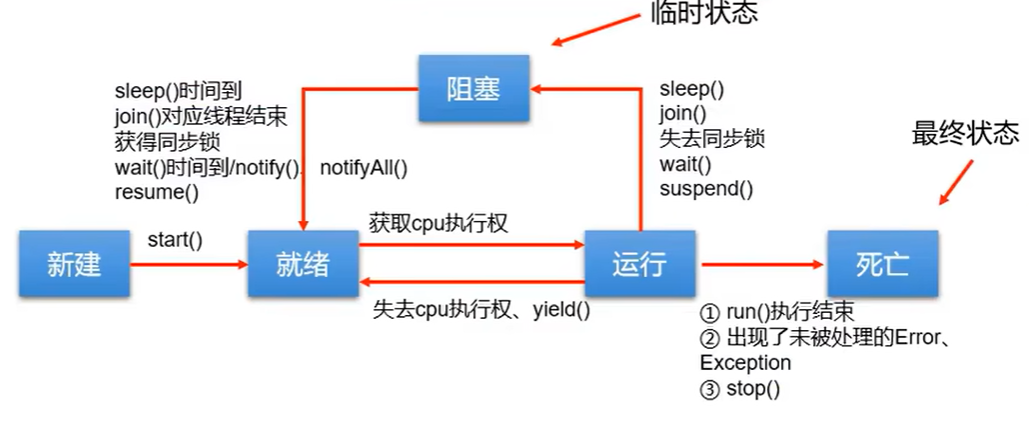 临时状态
阻塞
sleep()时间到
join()对应线程结束
获得同步锁
wait()时间到/notify()、notifyAll()
resume()
sleep()
join()
失去同步锁
wait()
suspend()
最终状态
新建
start()
就绪
获取cpu执行权
失去cpu执行权、yield()
运行
死亡
① run()执行结束
② 出现了未被处理的Error、
Exception
③ stop()